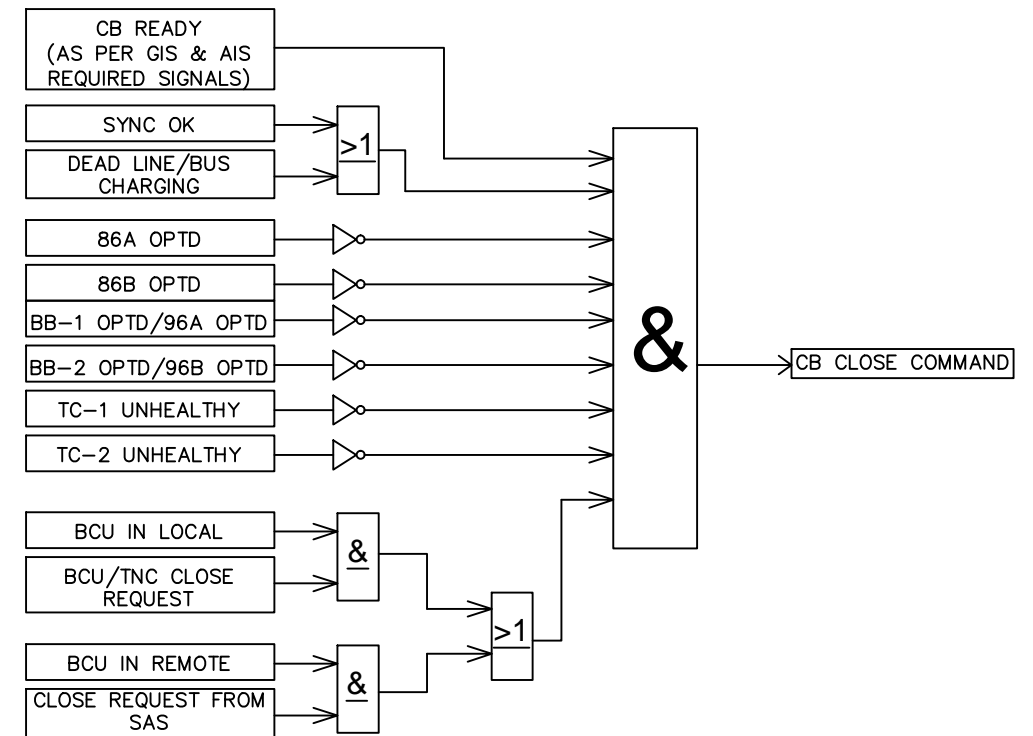 CB READY
(AS PER GIS & AIS
REQUIRED SIGNALS)
SYNC OK
>1
DEAD LINE/BUS
CHARGING
86A OPTD
86B OPTD
BB-1 OPTD/96A OPTD
BB-2 OPTD/96B OPTD
TC-1 UNHEALTHY
TC-2 UNHEALTHY
&
CB CLOSE COMMAND
BCU IN LOCAL
&
BCU/TNC CLOSE
REQUEST
>1
BCU IN REMOTE
&
CLOSE REQUEST FROM
SAS